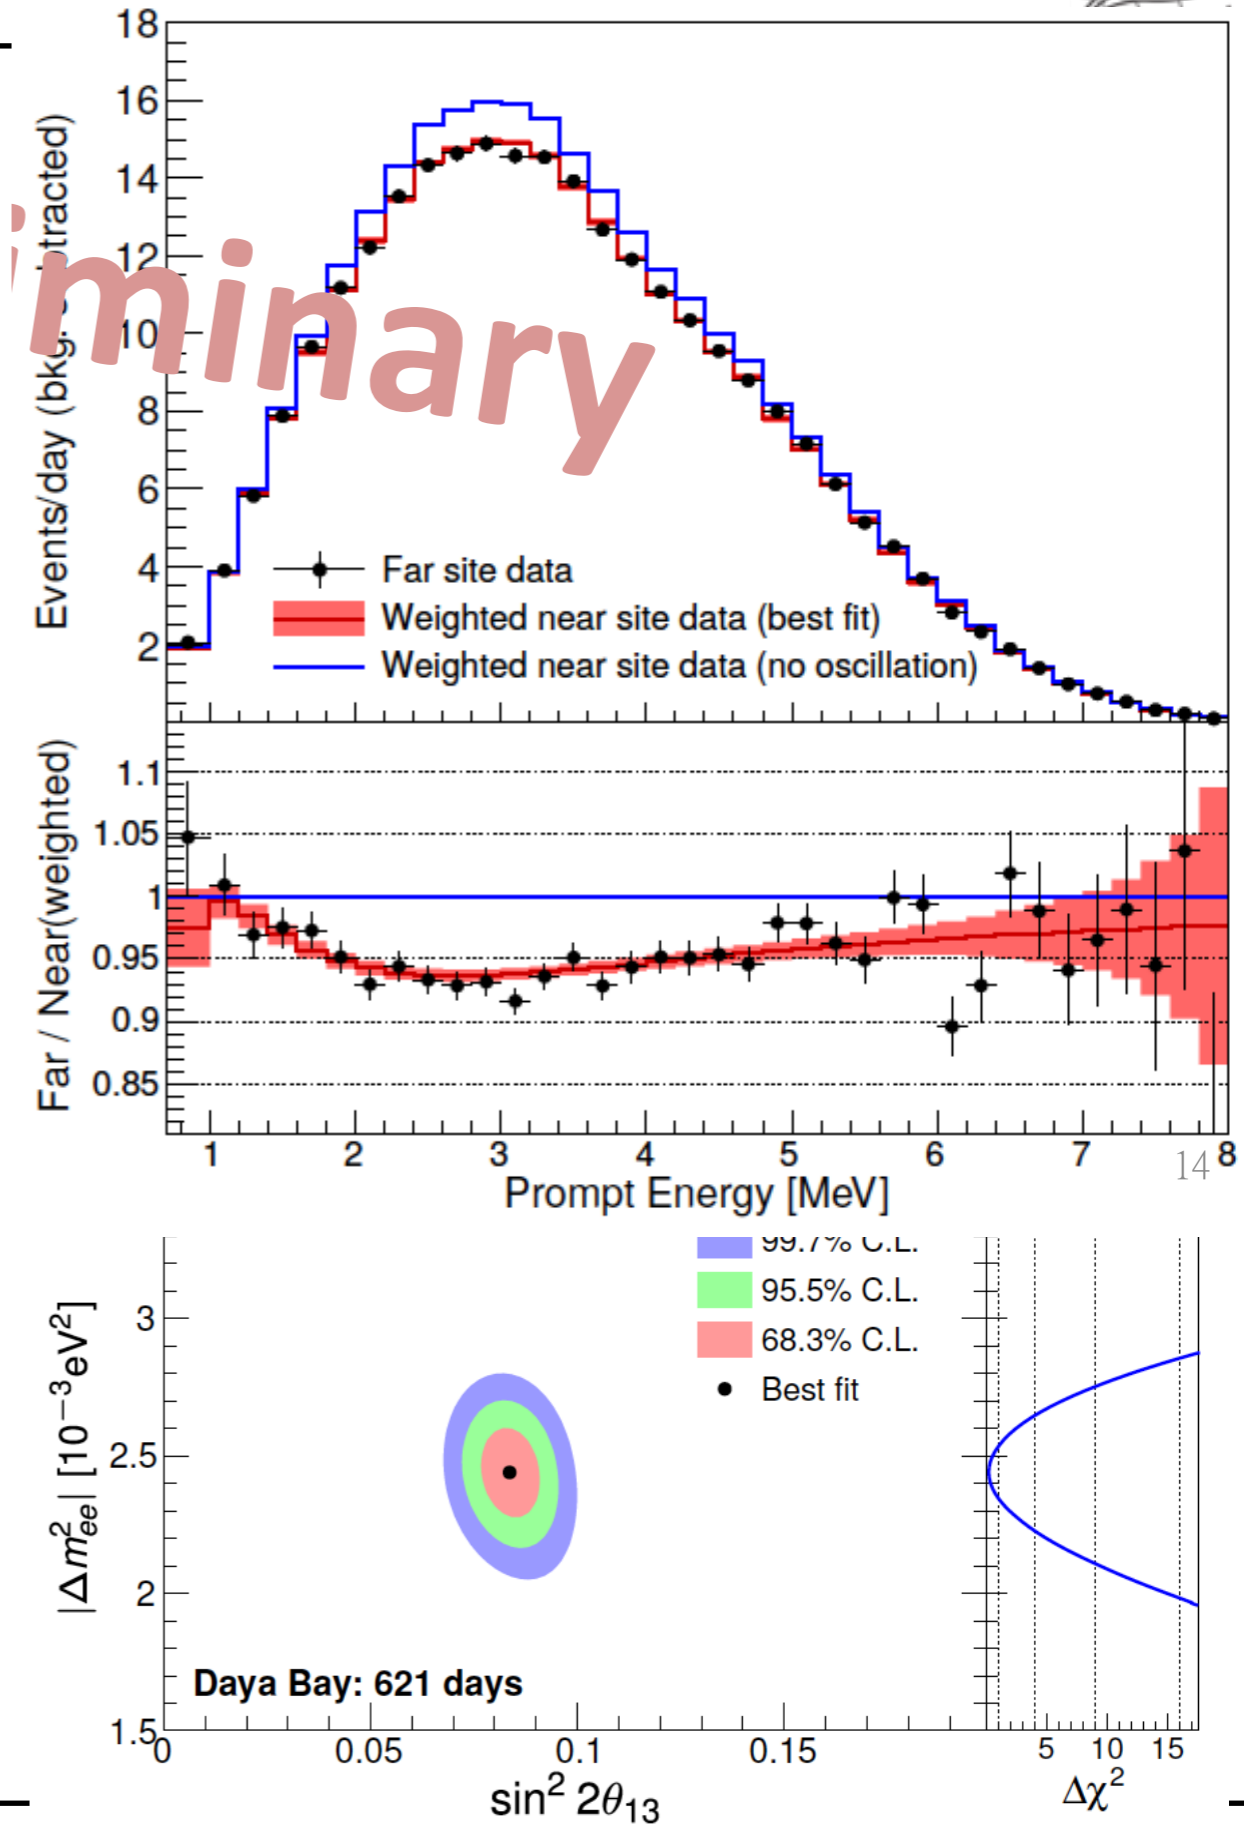 18
16
14
12
10
8
6
4
2
Events/day (bkg. subtracted)
iminary
Far site data
Weighted near site data (best fit)
Weighted near site data (no oscillation)
1.1
1.05
1
0.95
0.9
0.85
Far / Near(weighted)
1 2 3 4 5 6 7 8
14
Prompt Energy [MeV]
99.7% C.L.
95.5% C.L.
68.3% C.L.
Best fit
3
2.5
2
1.5
|Δm²ee| [10⁻³eV²]
Daya Bay: 621 days
0 0.05 0.1 0.15
sin² 2θ₁₃
5 10 15
Δχ²